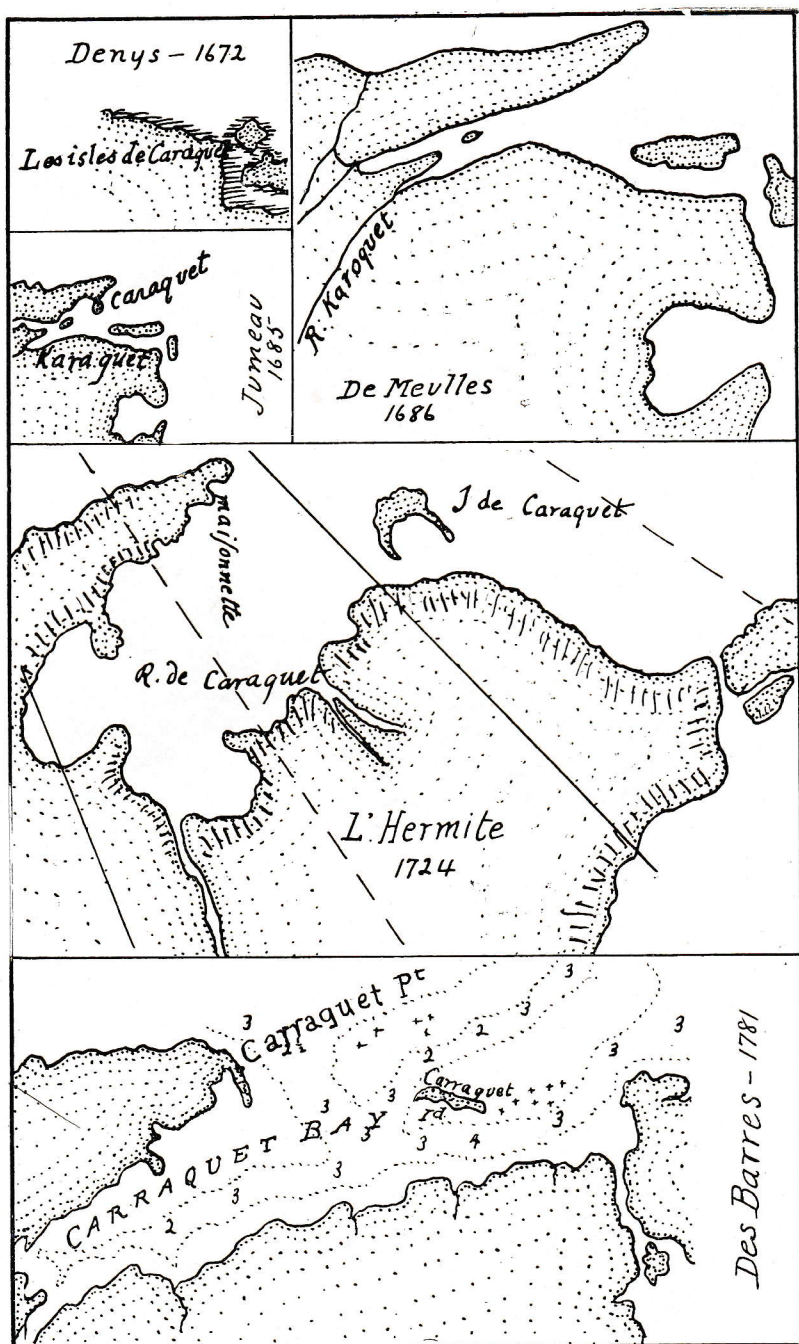 Denys – 1672
Les isles de Caraquet
Caraquet
Karaquet
Jumeau
1685
R. Karoquet
De Meulles
1686
maisonnette
J de Caraquet
R. de Caraquet
L'Hermite
1724
Carraquet Pt
3
3
3
2
2
3
3
Carraquet
Id
3
3
3
3
4
3
CARRAQUET BAY
3
3
2
Des Barres – 1781